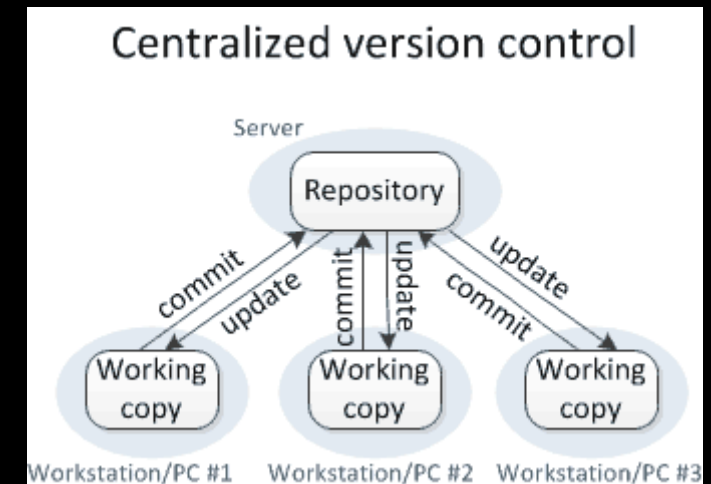 Centralized version control
Server
Repository
commit
update
commit
update
update
commit
Working
copy
Working
copy
Working
copy
Workstation/PC #1
Workstation/PC #2
Workstation/PC #3